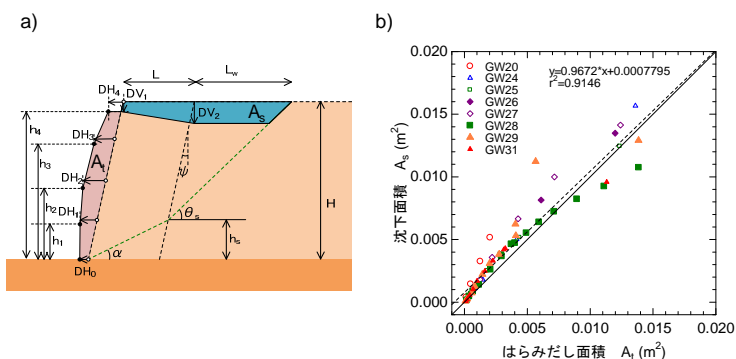 a)
L
Lw
DH4
DV1
DV2
As
DH3
At
DH2
DH1
DH0
h4
h3
h2
h1
ψ
θs
α
hs
H
b)
0.020
0.015
0.010
0.005
0.000
沈下面積 As (m2)
GW20
GW24
GW25
GW26
GW27
GW28
GW29
GW31
y=0.9672*x+0.0007795
r2=0.9146
0.000 0.005 0.010 0.015 0.020
はらみだし面積 At (m2)